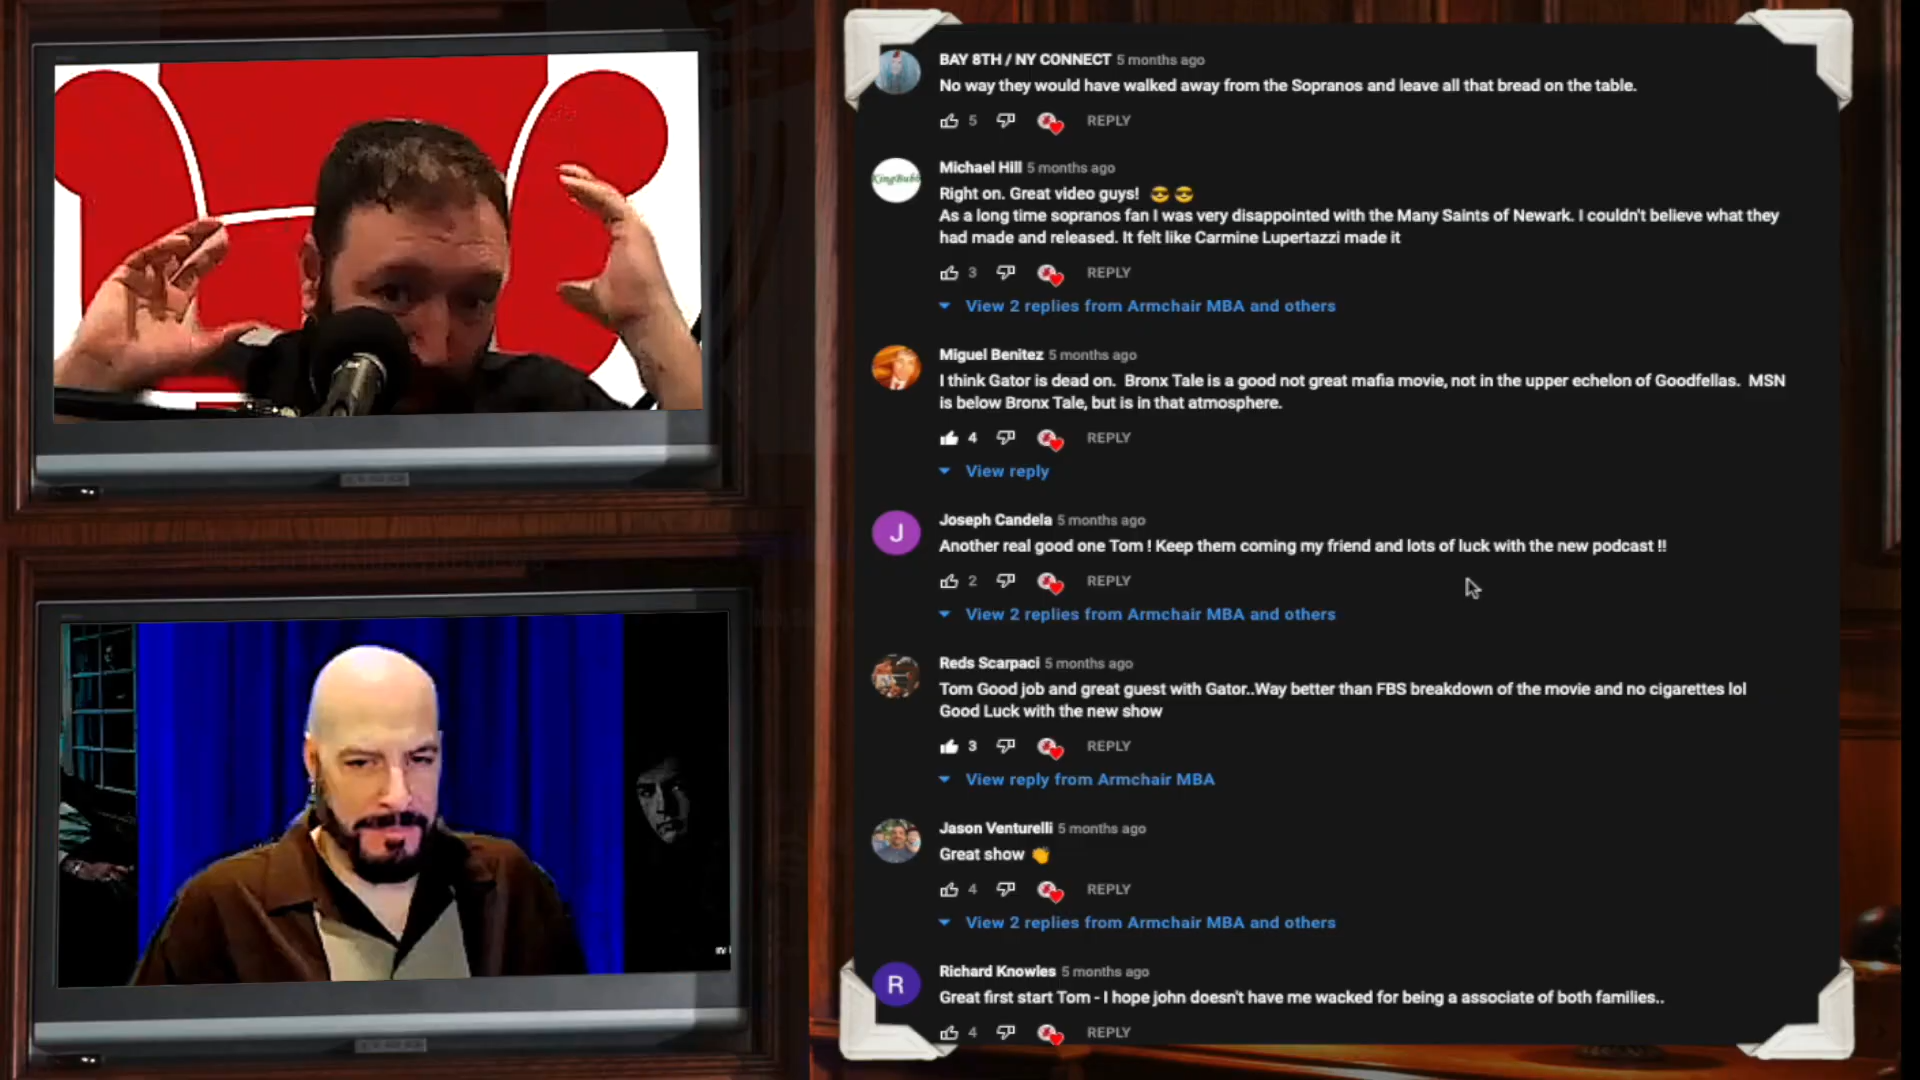 BAY 8TH / NY CONNECT 5 months ago
No way they would have walked away from the Sopranos and leave all that bread on the table.
5 REPLY
Michael Hill 5 months ago
Right on. Great video guys! 😎 😎
As a long time sopranos fan I was very disappointed with the Many Saints of Newark. I couldn't believe what they
had made and released. It felt like Carmine Lupertazzi made it
3 REPLY
View 2 replies from Armchair MBA and others
Miguel Benitez 5 months ago
I think Gator is dead on. Bronx Tale is a good not great mafia movie, not in the upper echelon of Goodfellas. MSN
is below Bronx Tale, but is in that atmosphere.
4 REPLY
View reply
J
Joseph Candela 5 months ago
Another real good one Tom ! Keep them coming my friend and lots of luck with the new podcast !!
2 REPLY
View 2 replies from Armchair MBA and others
Reds Scarpaci 5 months ago
Tom Good job and great guest with Gator..Way better than FBS breakdown of the movie and no cigarettes lol
Good Luck with the new show
3 REPLY
View reply from Armchair MBA
Jason Venturelli 5 months ago
Great show 👏
4 REPLY
View 2 replies from Armchair MBA and others
R
Richard Knowles 5 months ago
Great first start Tom - I hope john doesn't have me wacked for being a associate of both families..
4 REPLY